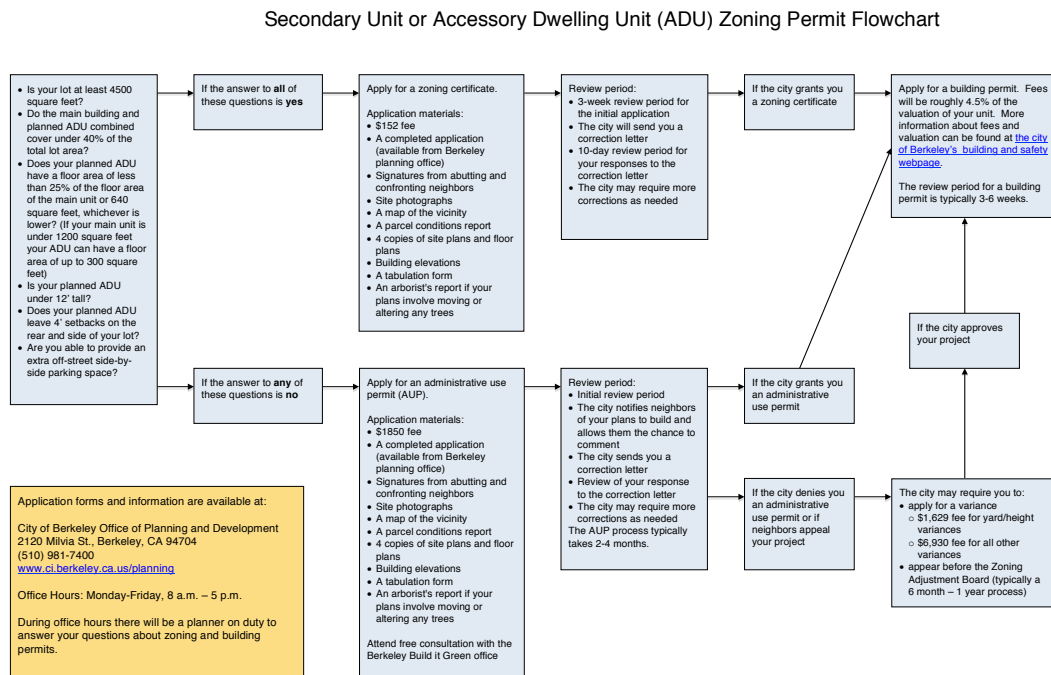 Secondary Unit or Accessory Dwelling Unit (ADU) Zoning Permit Flowchart
• Is your lot at least 4500
square feet?
• Do the main building and
planned ADU combined
cover under 40% of the
total lot area?
• Does your planned ADU
have a floor area of less
than 25% of the floor area
of the main unit or 640
square feet, whichever is
lower? (If your main unit is
under 1200 square feet
your ADU can have a floor
area of up to 300 square
feet)
• Is your planned ADU
under 12' tall?
• Does your planned ADU
leave 4' setbacks on the
rear and side of your lot?
• Are you able to provide an
extra off-street side-by-
side parking space?
If the answer to all of
these questions is yes
Apply for a zoning certificate.
Application materials:
• $152 fee
• A completed application
(available from Berkeley
planning office)
• Signatures from abutting and
confronting neighbors
• Site photographs
• A map of the vicinity
• A parcel conditions report
• 4 copies of site plans and floor
plans
• Building elevations
• A tabulation form
• An arborist's report if your
plans involve moving or
altering any trees
Review period:
• 3-week review period for
the initial application
• The city will send you a
correction letter
• 10-day review period for
your responses to the
correction letter
• The city may require more
corrections as needed
If the city grants you
a zoning certificate
Apply for a building permit. Fees
will be roughly 4.5% of the
valuation of your unit. More
information about fees and
valuation can be found at the city
of Berkeley's building and safety
webpage.
The review period for a building
permit is typically 3-6 weeks.
If the city approves
your project
If the answer to any of
these questions is no
Apply for an administrative use
permit (AUP).
Application materials:
• $1850 fee
• A completed application
(available from Berkeley
planning office)
• Signatures from abutting and
confronting neighbors
• Site photographs
• A map of the vicinity
• A parcel conditions report
• 4 copies of site plans and floor
plans
• Building elevations
• A tabulation form
• An arborist's report if your
plans involve moving or
altering any trees
Attend free consultation with the
Berkeley Build it Green office
Review period:
• Initial review period
• The city notifies neighbors
of your plans to build and
allows them the chance to
comment
• The city sends you a
correction letter
• Review of your response
to the correction letter
• The city may require more
corrections as needed
The AUP process typically
takes 2-4 months.
If the city grants you
an administrative
use permit
If the city denies you
an administrative
use permit or if
neighbors appeal
your project
The city may require you to:
• apply for a variance
o $1,629 fee for yard/height
variances
o $6,930 fee for all other
variances
• appear before the Zoning
Adjustment Board (typically a
6 month – 1 year process)
Application forms and information are available at:
City of Berkeley Office of Planning and Development
2120 Milvia St., Berkeley, CA 94704
(510) 981-7400
www.ci.berkeley.ca.us/planning
Office Hours: Monday-Friday, 8 a.m. – 5 p.m.
During office hours there will be a planner on duty to
answer your questions about zoning and building
permits.